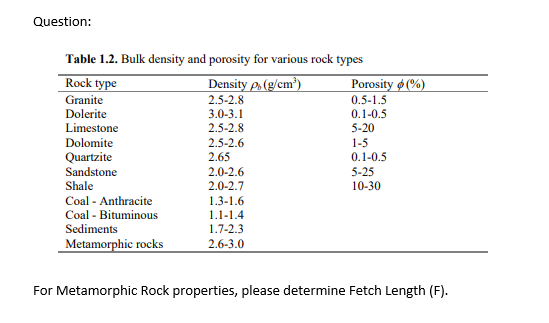 Question:
Table 1.2. Bulk density and porosity for various rock types
Rock type Density ρb (g/cm³) Porosity ϕ (%)
Granite 2.5-2.8 0.5-1.5
Dolerite 3.0-3.1 0.1-0.5
Limestone 2.5-2.8 5-20
Dolomite 2.5-2.6 1-5
Quartzite 2.65 0.1-0.5
Sandstone 2.0-2.6 5-25
Shale 2.0-2.7 10-30
Coal - Anthracite 1.3-1.6
Coal - Bituminous 1.1-1.4
Sediments 1.7-2.3
Metamorphic rocks 2.6-3.0
For Metamorphic Rock properties, please determine Fetch Length (F).